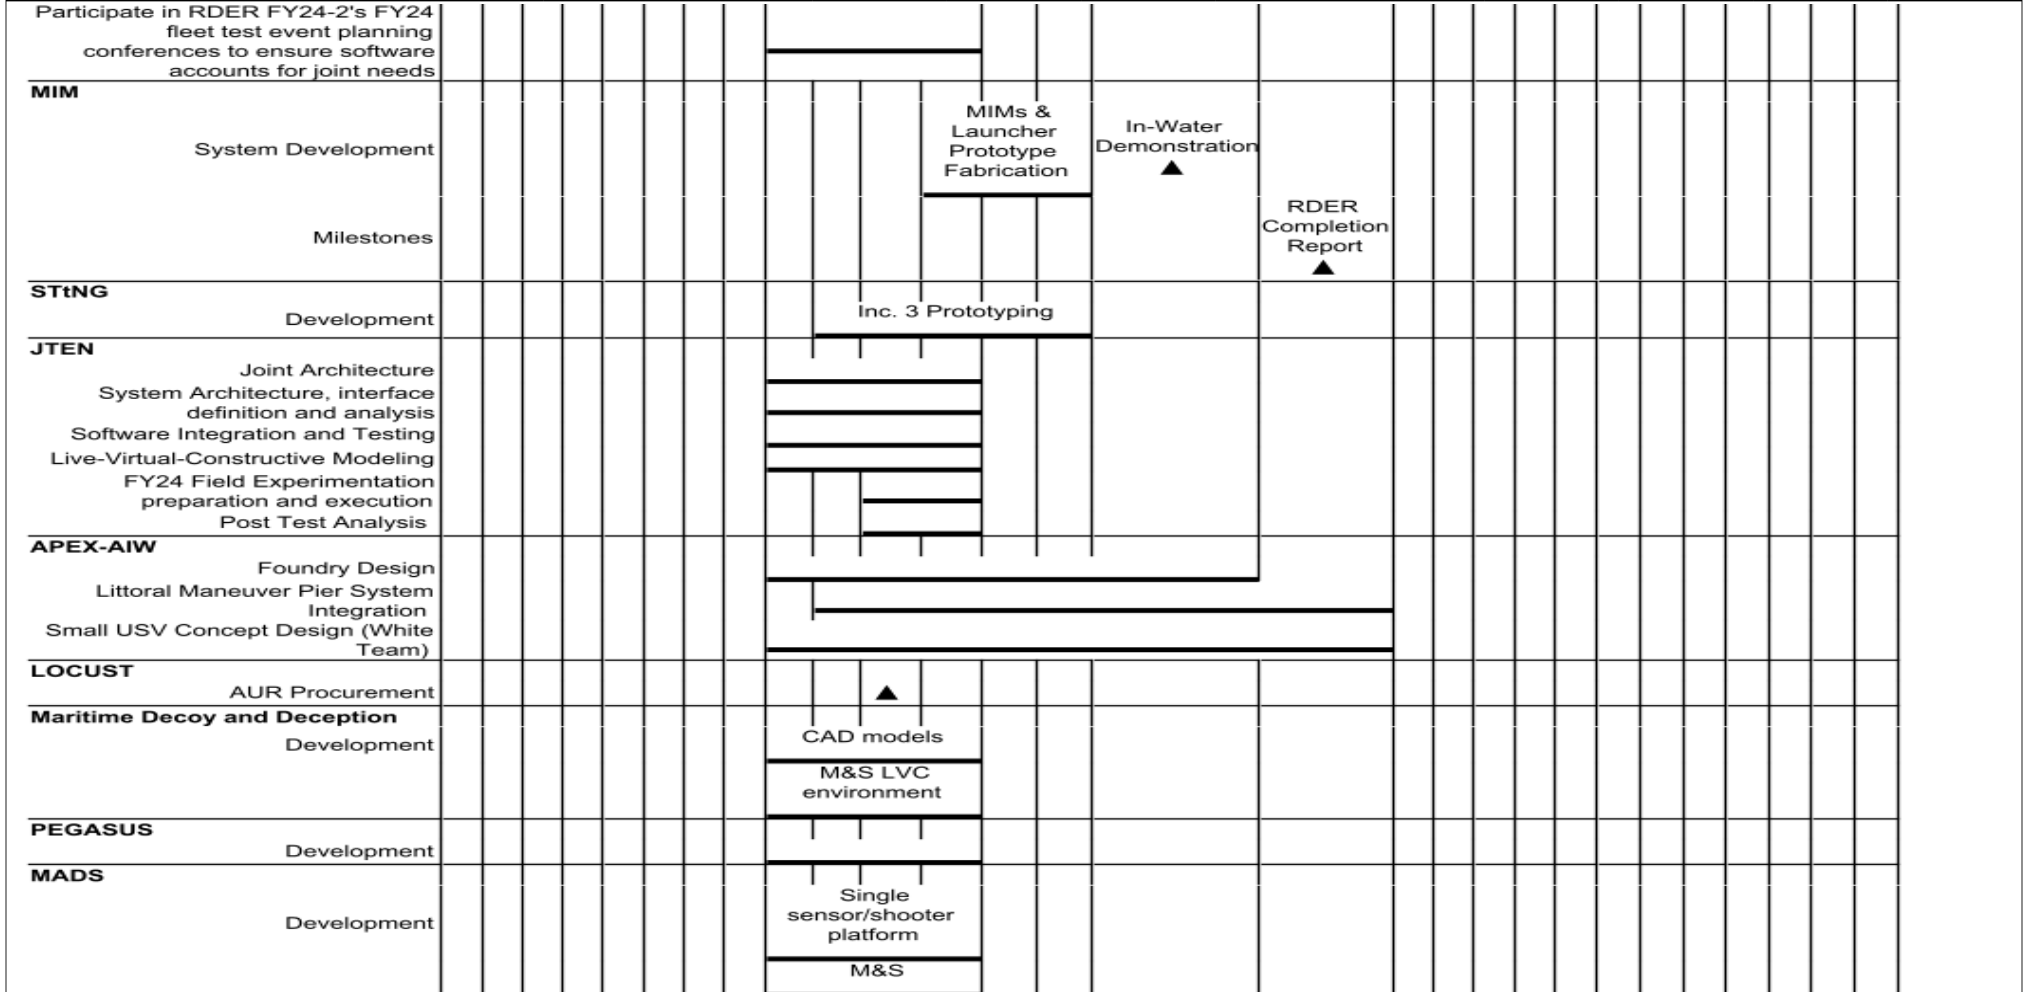 Participate in RDER FY24-2's FY24
fleet test event planning
conferences to ensure software
accounts for joint needs
MIM
System Development
MIMs &
Launcher
Prototype
Fabrication
In-Water
Demonstration
Milestones
RDER
Completion
Report
STtNG
Development
Inc. 3 Prototyping
JTEN
Joint Architecture
System Architecture, interface
definition and analysis
Software Integration and Testing
Live-Virtual-Constructive Modeling
FY24 Field Experimentation
preparation and execution
Post Test Analysis
APEX-AIW
Foundry Design
Littoral Maneuver Pier System
Integration
Small USV Concept Design (White
Team)
LOCUST
AUR Procurement
Maritime Decoy and Deception
Development
CAD models
M&S LVC
environment
PEGASUS
Development
MADS
Development
Single
sensor/shooter
platform
M&S